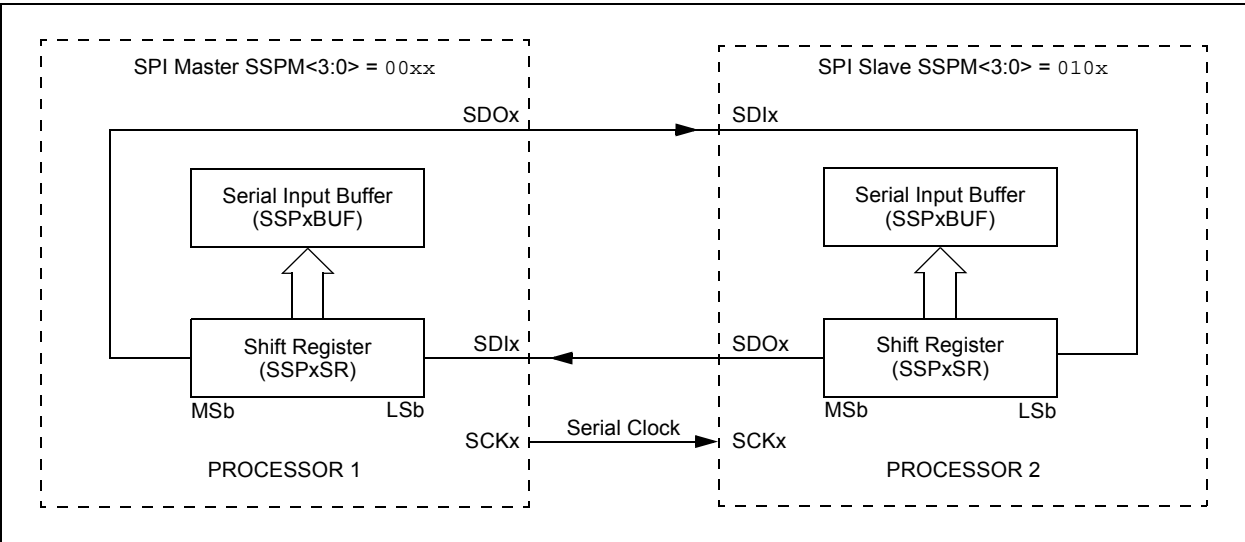 SPI Master SSPM<3:0> = 00xx
SPI Slave SSPM<3:0> = 010x
SDOx
SDIx
Serial Input Buffer
(SSPxBUF)
Serial Input Buffer
(SSPxBUF)
Shift Register
(SSPxSR)
SDIx
SDOx
Shift Register
(SSPxSR)
MSb
LSb
MSb
LSb
SCKx
Serial Clock
SCKx
PROCESSOR 1
PROCESSOR 2